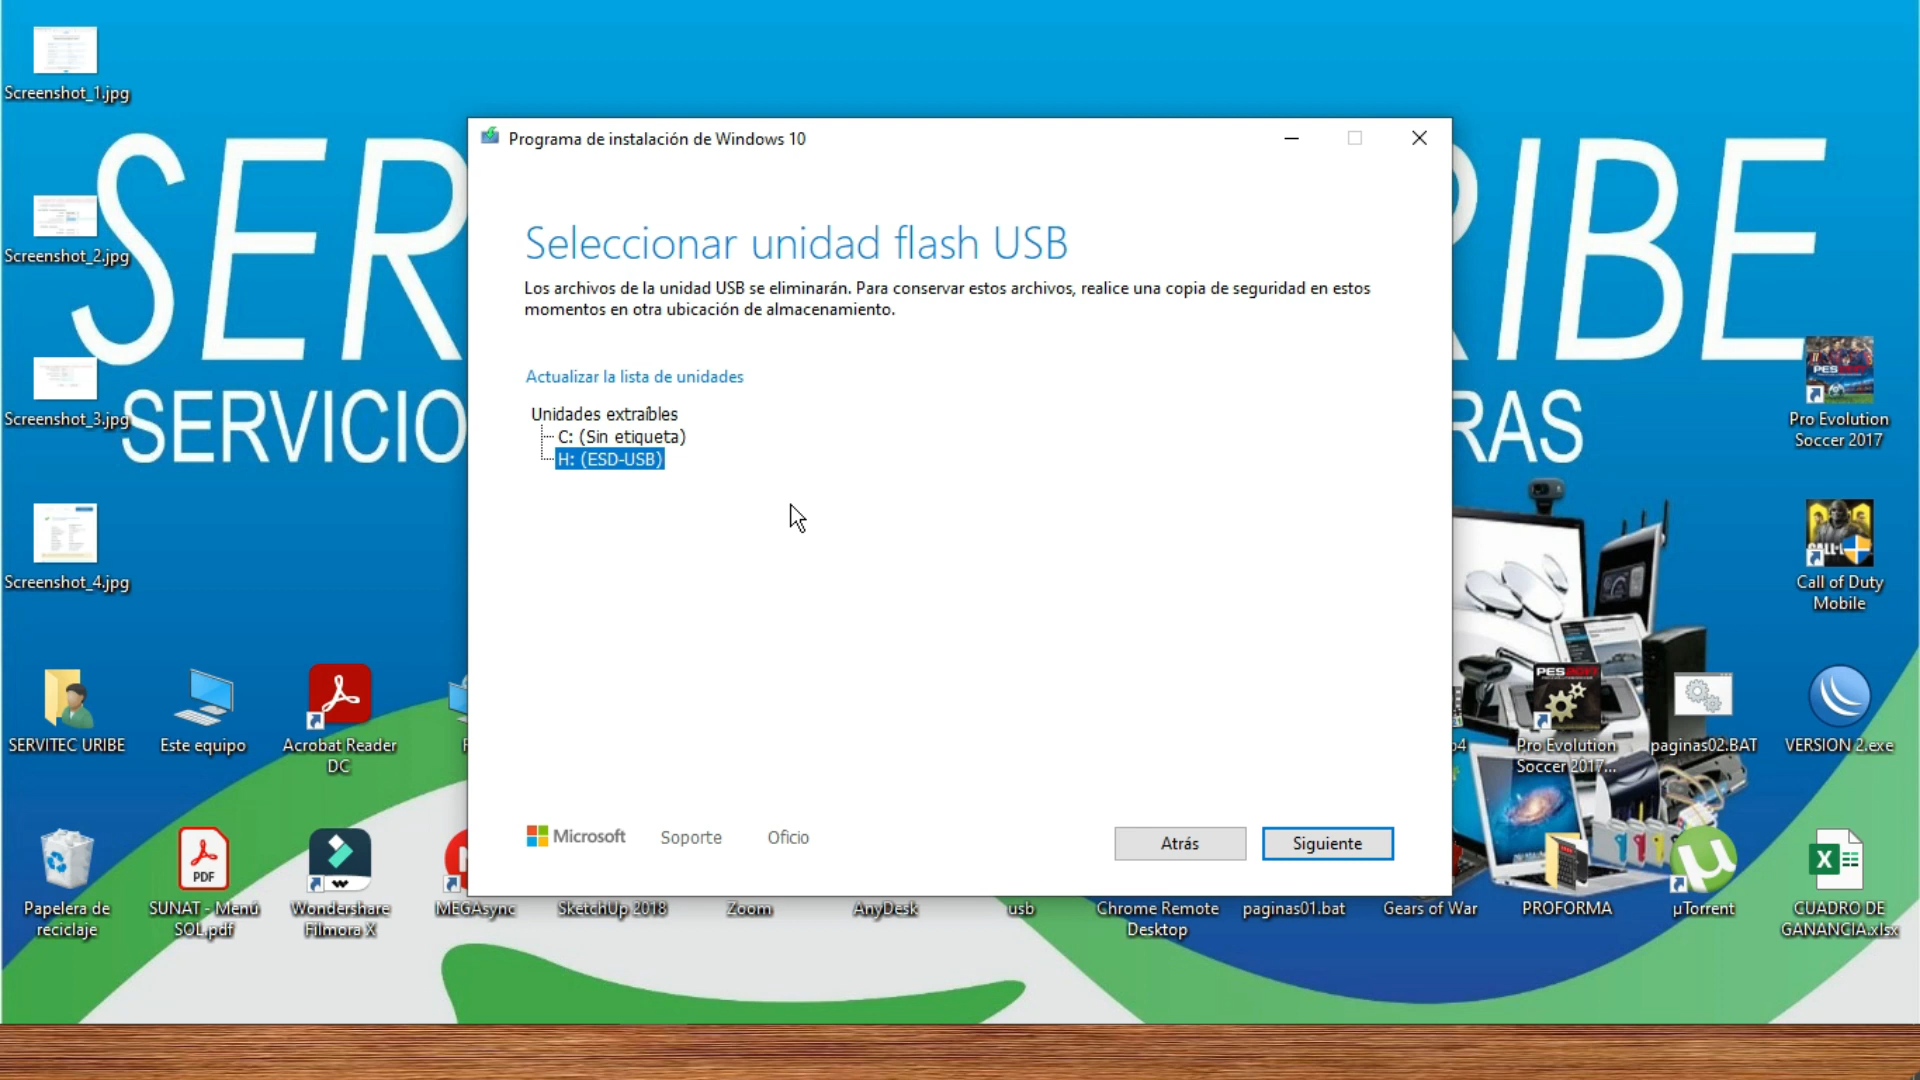 Screenshot_1.jpg
SER
RIBE
Screenshot_2.jpg
Screenshot_3.jpg
SERVICIO
RAS
Screenshot_4.jpg
Programa de instalación de Windows 10
Seleccionar unidad flash USB
Los archivos de la unidad USB se eliminarán. Para conservar estos archivos, realice una copia de seguridad en estos
momentos en otra ubicación de almacenamiento.
Actualizar la lista de unidades
Unidades extraíbles
C: (Sin etiqueta)
H: (ESD-USB)
Microsoft
Soporte
Oficio
Atrás
Siguiente
Pro Evolution
Soccer 2017
Call of Duty
Mobile
SERVITEC URIBE
Este equipo
Acrobat Reader
DC
Pro Evolution
Soccer 2017...
paginas02.BAT
VERSION 2.exe
PDF
Papelera de
reciclaje
SUNAT - Menú
SOL.pdf
Wondershare
Filmora X
MEGAsync
SketchUp 2018
Zoom
AnyDesk
usb
Chrome Remote
Desktop
paginas01.bat
Gears of War
PROFORMA
µTorrent
CUADRO DE
GANANCIA.xlsx